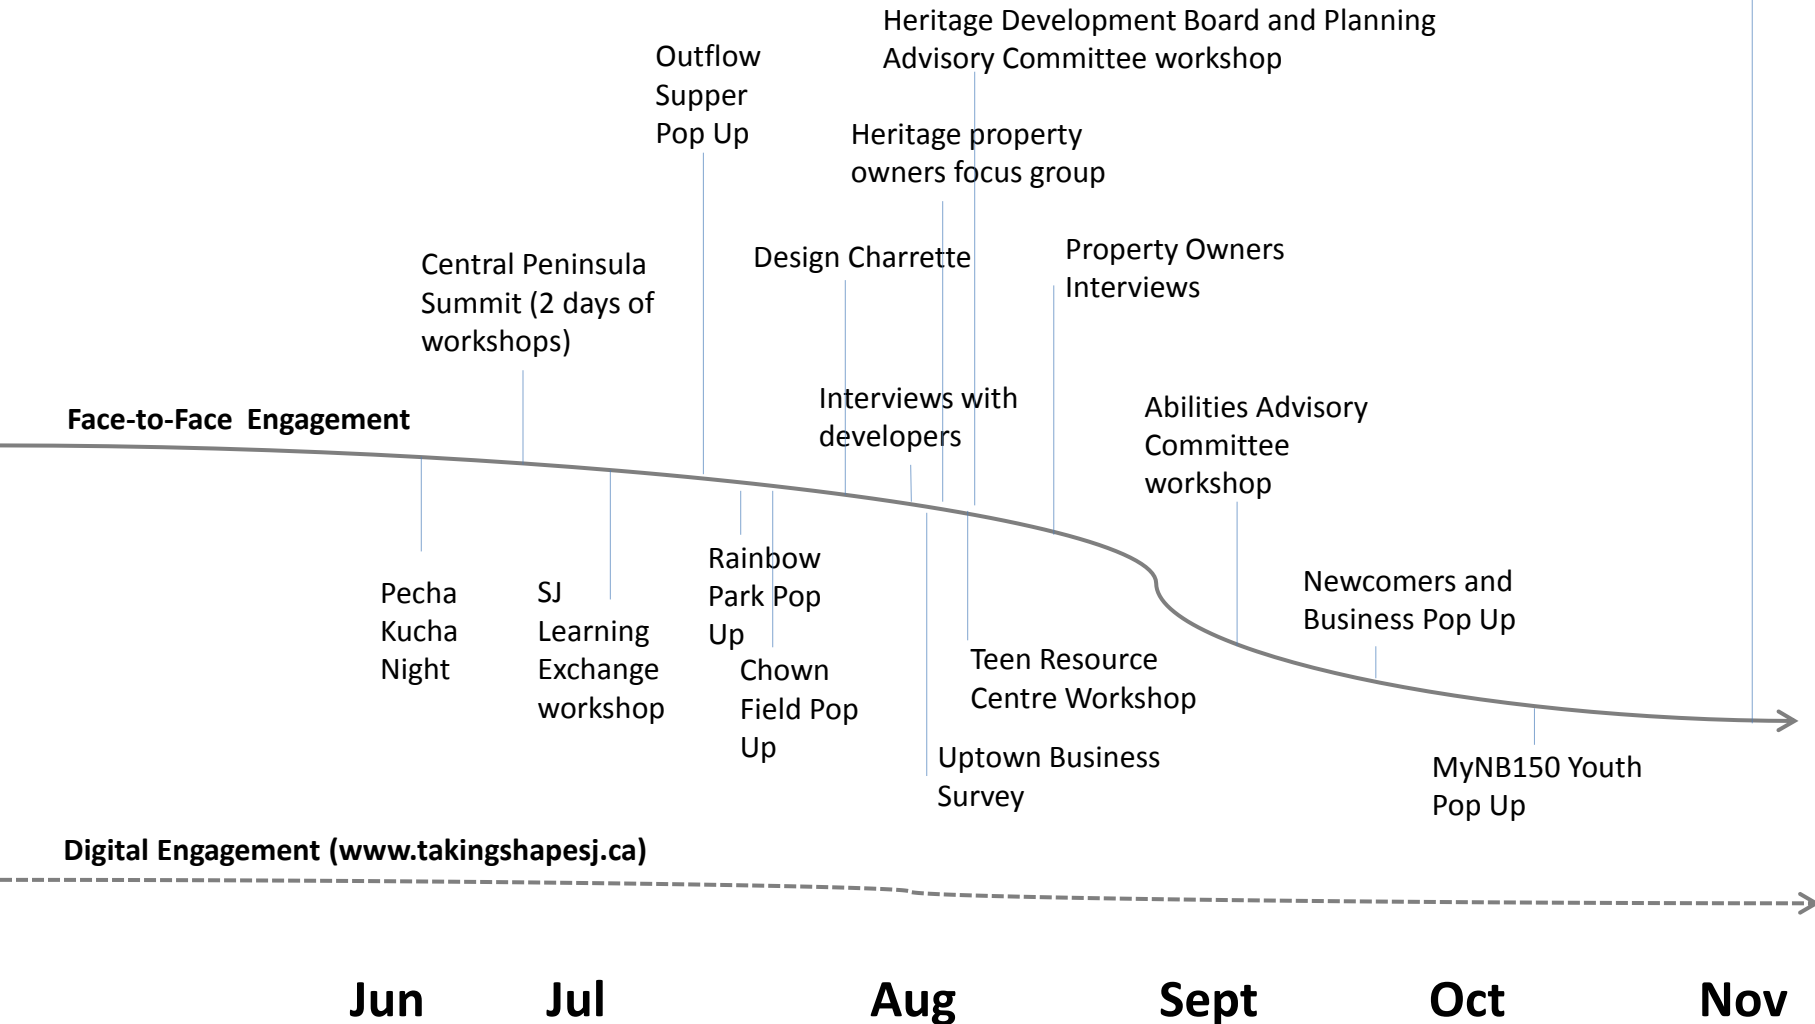 Heritage Development Board and Planning
Advisory Committee workshop
Outflow
Supper
Pop Up
Heritage property
owners focus group
Central Peninsula
Summit (2 days of
workshops)
Design Charrette
Property Owners
Interviews
Interviews with
developers
Abilities Advisory
Committee
workshop
Face-to-Face  Engagement
Pecha
Kucha
Night
SJ
Learning
Exchange
workshop
Rainbow
Park Pop
Up
Chown
Field Pop
Up
Teen Resource
Centre Workshop
Uptown Business
Survey
Newcomers and
Business Pop Up
MyNB150 Youth
Pop Up
Digital Engagement (www.takingshapesj.ca)
Jun Jul Aug Sept Oct Nov